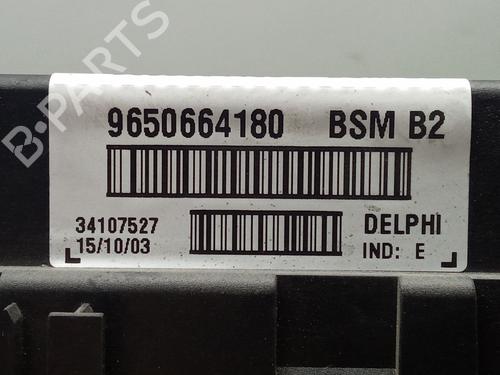 9650664180 BSM B2
34107527 DELPHI
15/10/03 IND: E
B-PARTS